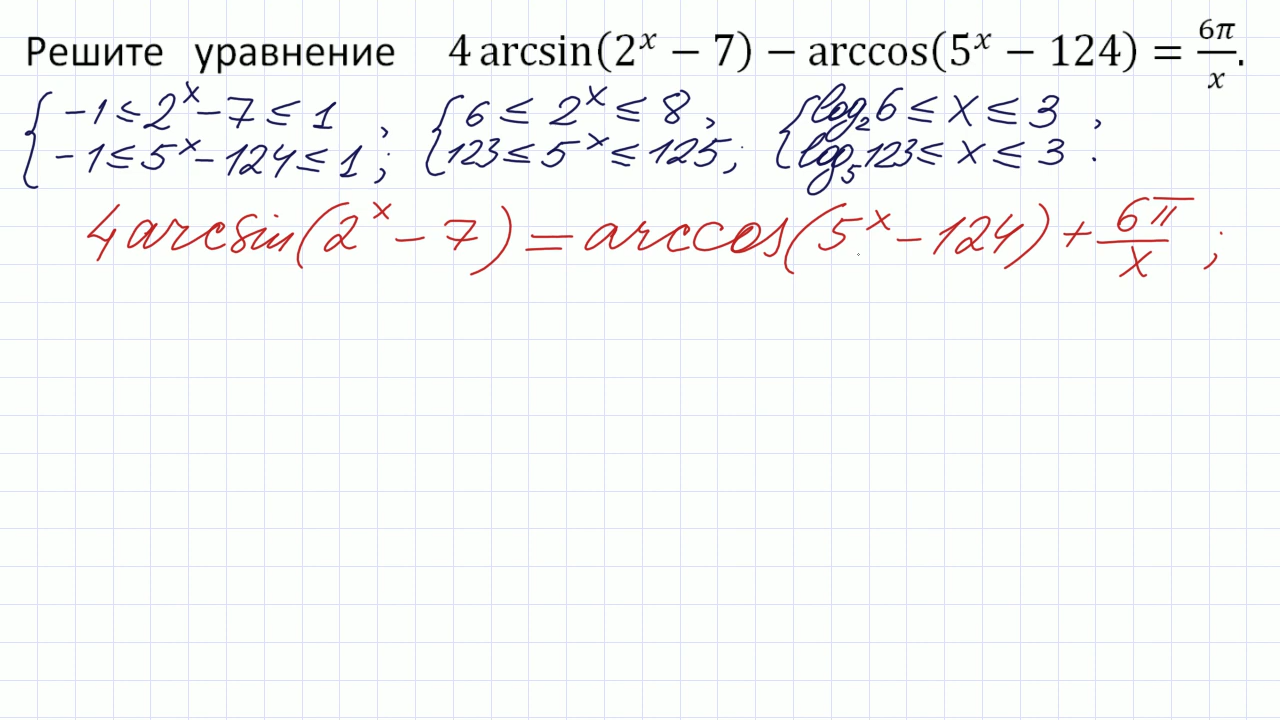 Решите уравнение 4 arcsin(2^x − 7) − arccos(5^x − 124) = 6π/x.
{ -1 ≤ 2^x - 7 ≤ 1, { 6 ≤ 2^x ≤ 8, { log₂6 ≤ x ≤ 3,
-1 ≤ 5^x - 124 ≤ 1; 123 ≤ 5^x ≤ 125; log₅123 ≤ x ≤ 3.
4 arcsin(2^x - 7) = arccos(5^x - 124) + 6π/x;